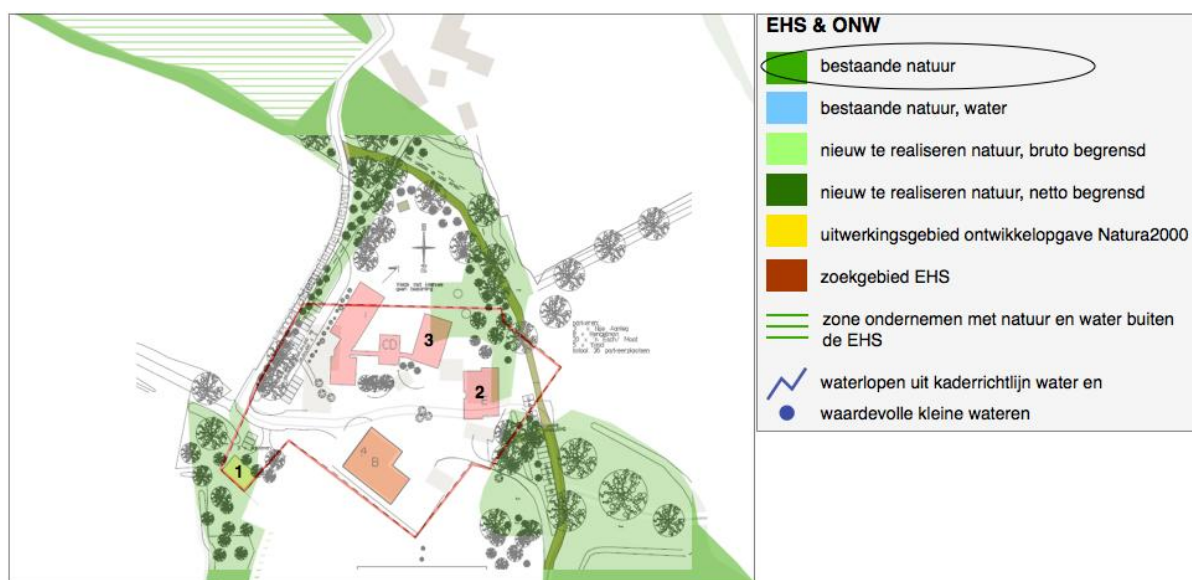 EHS & ONW
bestaande natuur
bestaande natuur, water
nieuw te realiseren natuur, bruto begrensd
nieuw te realiseren natuur, netto begrensd
uitwerkingsgebied ontwikkelopgave Natura2000
zoekgebied EHS
zone ondernemen met natuur en water buiten
de EHS
waterlopen uit kaderrichtlijn water en
waardevolle kleine wateren
CD
3
2
1
4
B